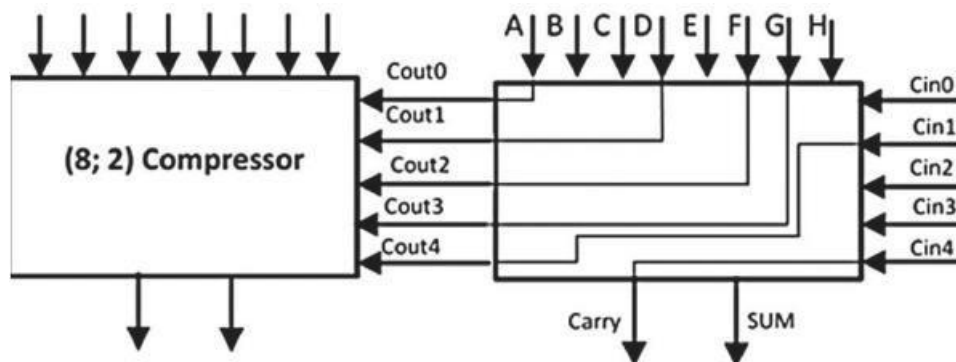 A B C D E F G H
Cout0
Cin0
Cout1
Cin1
(8; 2) Compressor
Cout2
Cin2
Cout3
Cin3
Cout4
Cin4
Carry
SUM